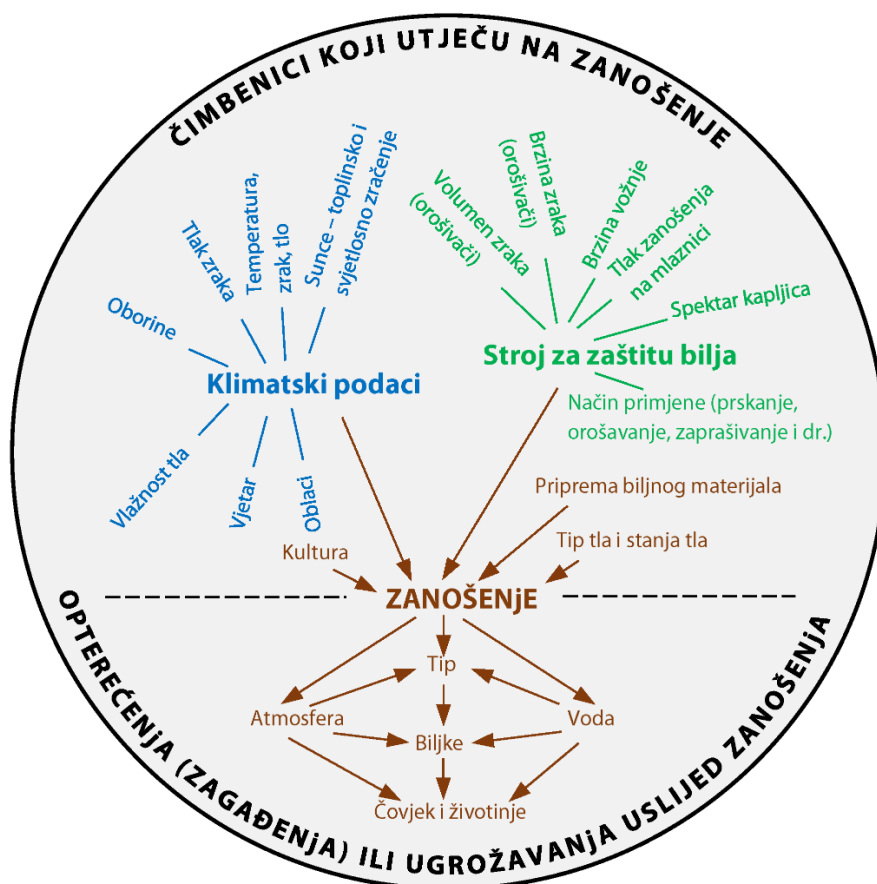 ČIMBENICI KOJI UTJEČU NA ZANOŠENJE
Oborine
Tlak zraka
Temperatura,
zrak, tlo
Sunce – toplinsko i
svjetlosno zračenje
Klimatski podaci
Vlažnost tla
Vjetar
Oblaci
Volumen zraka
(orošivači)
Brzina zraka
(orošivači)
Brzina vožnje
Tlak zanošenja
na mlaznici
Spektar kapljica
Stroj za zaštitu bilja
Način primjene (prskanje,
orošavanje, zaprašivanje i dr.)
Priprema biljnog materijala
Tip tla i stanja tla
Kultura
ZANOŠENjE
Tip
Atmosfera
Voda
Biljke
Čovjek i životinje
OPTEREĆENjA (ZAGAĐENjA) ILI UGROŽAVANjA USLIJED ZANOŠENjA